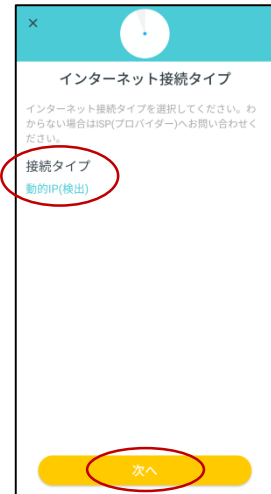 ×
インターネット接続タイプ
インターネット接続タイプを選択してください。わ
からない場合はISP(プロバイダー)へお問い合わせく
ださい。
接続タイプ
動的IP(検出)
次へ